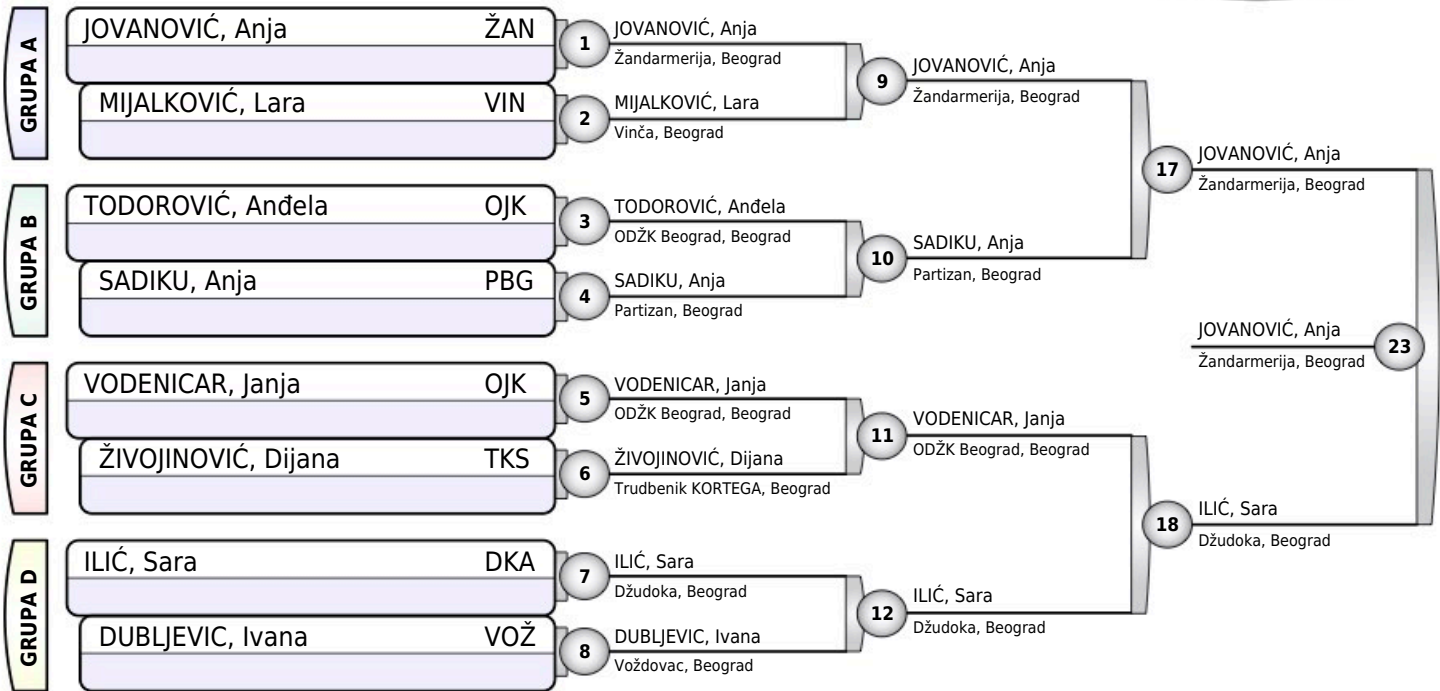 GRUPA A
JOVANOVIĆ, Anja ŽAN
MIJALKOVIĆ, Lara VIN
1
JOVANOVIĆ, Anja
Žandarmerija, Beograd
2
MIJALKOVIĆ, Lara
Vinča, Beograd
9
JOVANOVIĆ, Anja
Žandarmerija, Beograd
GRUPA B
TODOROVIĆ, Anđela OJK
SADIKU, Anja PBG
3
TODOROVIĆ, Anđela
ODŽK Beograd, Beograd
4
SADIKU, Anja
Partizan, Beograd
10
SADIKU, Anja
Partizan, Beograd
17
JOVANOVIĆ, Anja
Žandarmerija, Beograd
JOVANOVIĆ, Anja
Žandarmerija, Beograd
23
GRUPA C
VODENICAR, Janja OJK
ŽIVOJINOVIĆ, Dijana TKS
5
VODENICAR, Janja
ODŽK Beograd, Beograd
6
ŽIVOJINOVIĆ, Dijana
Trudbenik KORTEGA, Beograd
11
VODENICAR, Janja
ODŽK Beograd, Beograd
18
ILIĆ, Sara
Džudoka, Beograd
GRUPA D
ILIĆ, Sara DKA
DUBLJEVIC, Ivana VOŽ
7
ILIĆ, Sara
Džudoka, Beograd
8
DUBLJEVIC, Ivana
Voždovac, Beograd
12
ILIĆ, Sara
Džudoka, Beograd